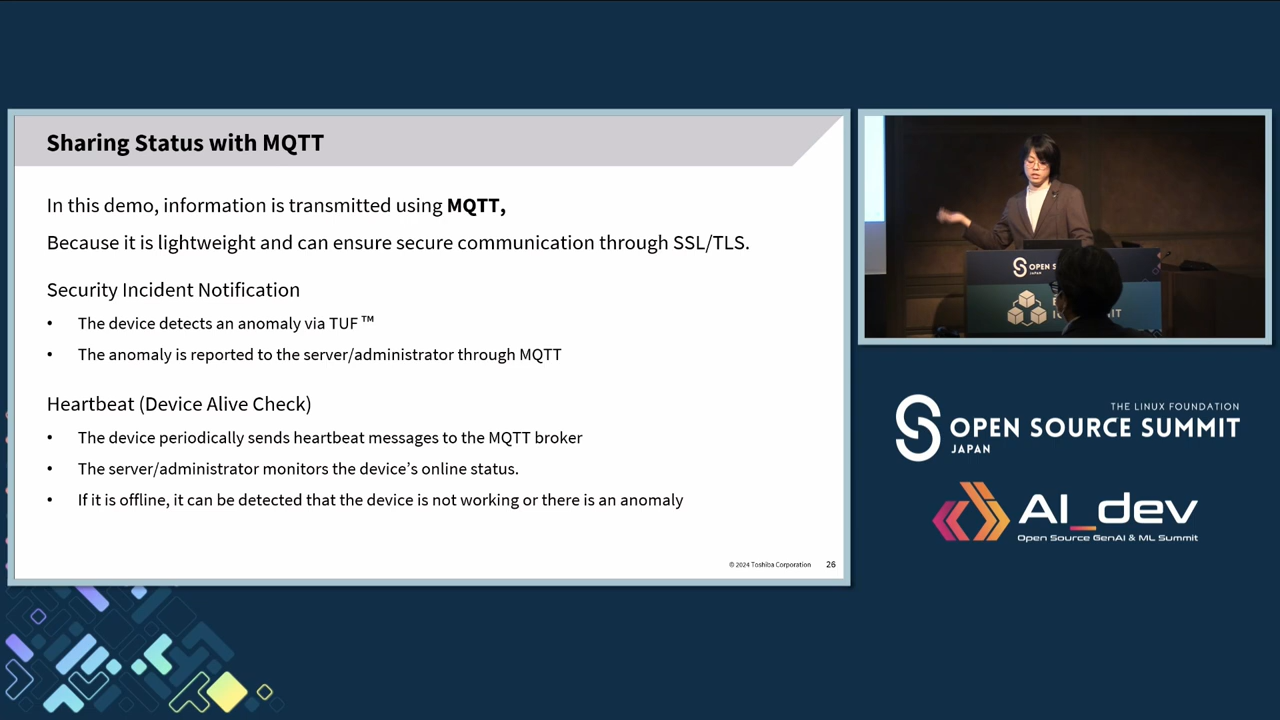 Sharing Status with MQTT
In this demo, information is transmitted using MQTT,
Because it is lightweight and can ensure secure communication through SSL/TLS.
Security Incident Notification
• The device detects an anomaly via TUF™
• The anomaly is reported to the server/administrator through MQTT
Heartbeat (Device Alive Check)
• The device periodically sends heartbeat messages to the MQTT broker
• The server/administrator monitors the device’s online status.
• If it is offline, it can be detected that the device is not working or there is an anomaly
© 2024 Toshiba Corporation 26
OPEN S
JAPAN
THE LINUX FOUNDATION
OPEN SOURCE SUMMIT
JAPAN
AI_dev
Open Source GenAI & ML Summit